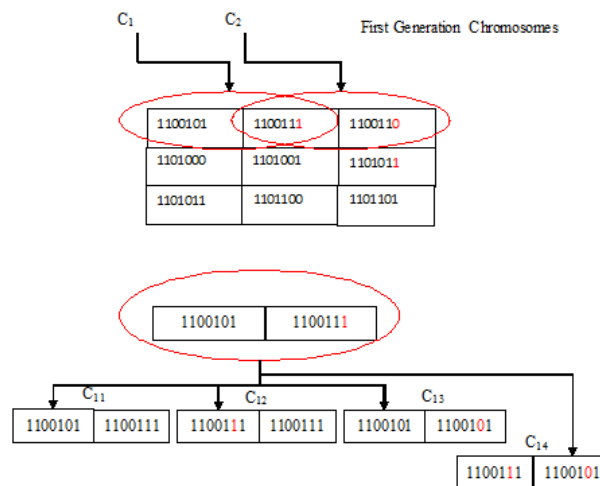 C1 C2 First Generation Chromosomes
1100101 1100111 1100110
1101000 1101001 1101011
1101011 1101100 1101101
1100101 1100111
C11 C12 C13
1100101 1100111 1100111 1100111 1100101 1100101
C14
1100111 1100101